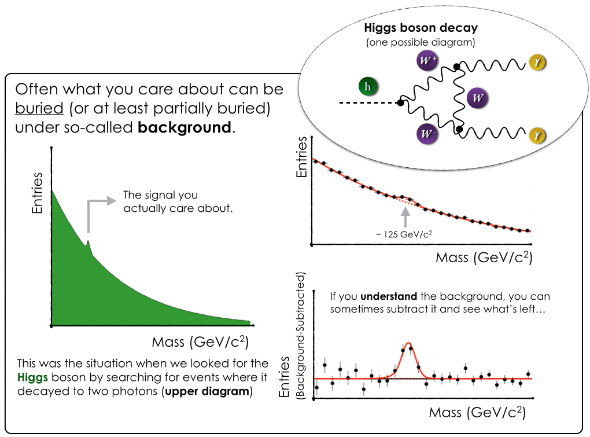 Higgs boson decay
(one possible diagram)
h
W+
W-
W
γ
γ
Often what you care about can be
buried (or at least partially buried)
under so-called background.
Entries
The signal you
actually care about.
Mass (GeV/c²)
This was the situation when we looked for the
Higgs boson by searching for events where it
decayed to two photons (upper diagram)
Entries
~ 125 GeV/c²
Mass (GeV/c²)
Entries
(Background-Subtracted)
If you understand the background, you can
sometimes subtract it and see what's left…
Mass (GeV/c²)